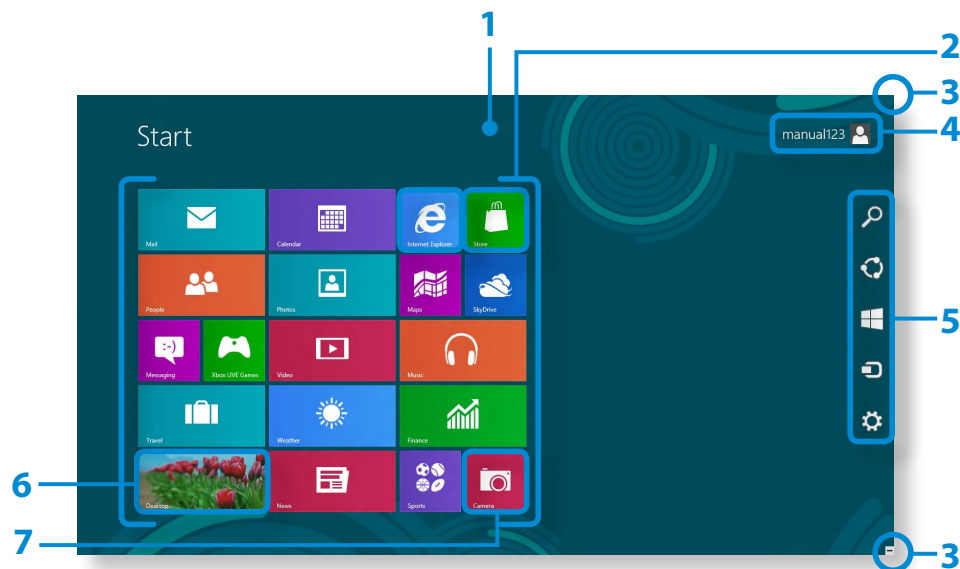 1
2
3
Start
manual123
4
Mail
Calendar
Internet Explorer
Store
People
Photos
Maps
SkyDrive
5
:-)
Messaging
Xbox LIVE Games
Video
Music
Travel
Weather
Finance
6
Desktop
News
Sports
Camera
7
3